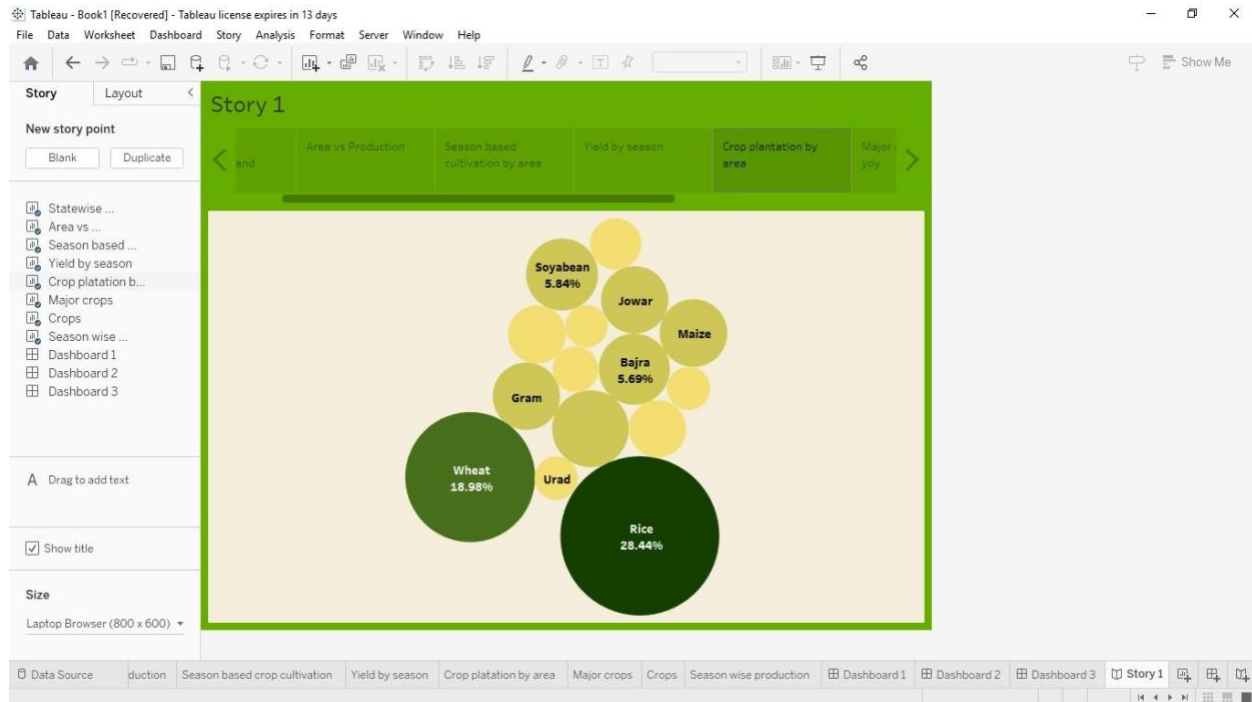 Tableau - Book1 [Recovered] - Tableau license expires in 13 days
File Data Worksheet Dashboard Story Analysis Format Server Window Help
Show Me
Story Layout
New story point
Blank Duplicate
Statewise ...
Area vs ...
Season based ...
Yield by season
Crop platation b...
Major crops
Crops
Season wise ...
Dashboard 1
Dashboard 2
Dashboard 3
A Drag to add text
Show title
Size
Laptop Browser (800 x 600)
Story 1
and
Area vs Production
Season based
cultivation by area
Yield by season
Crop plantation by
area
Major
yoy
Soyabean
5.84%
Jowar
Maize
Bajra
5.69%
Gram
Wheat
18.98%
Urad
Rice
28.44%
Data Source duction Season based crop cultivation Yield by season Crop platation by area Major crops Crops Season wise production Dashboard 1 Dashboard 2 Dashboard 3 Story 1